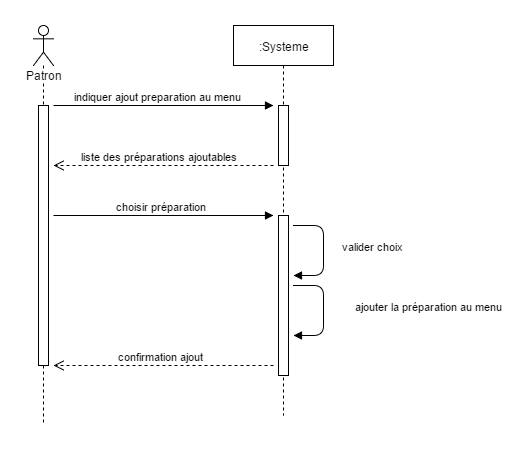 :Systeme
Patron
indiquer ajout preparation au menu
liste des préparations ajoutables
choisir préparation
valider choix
ajouter la préparation au menu
confirmation ajout